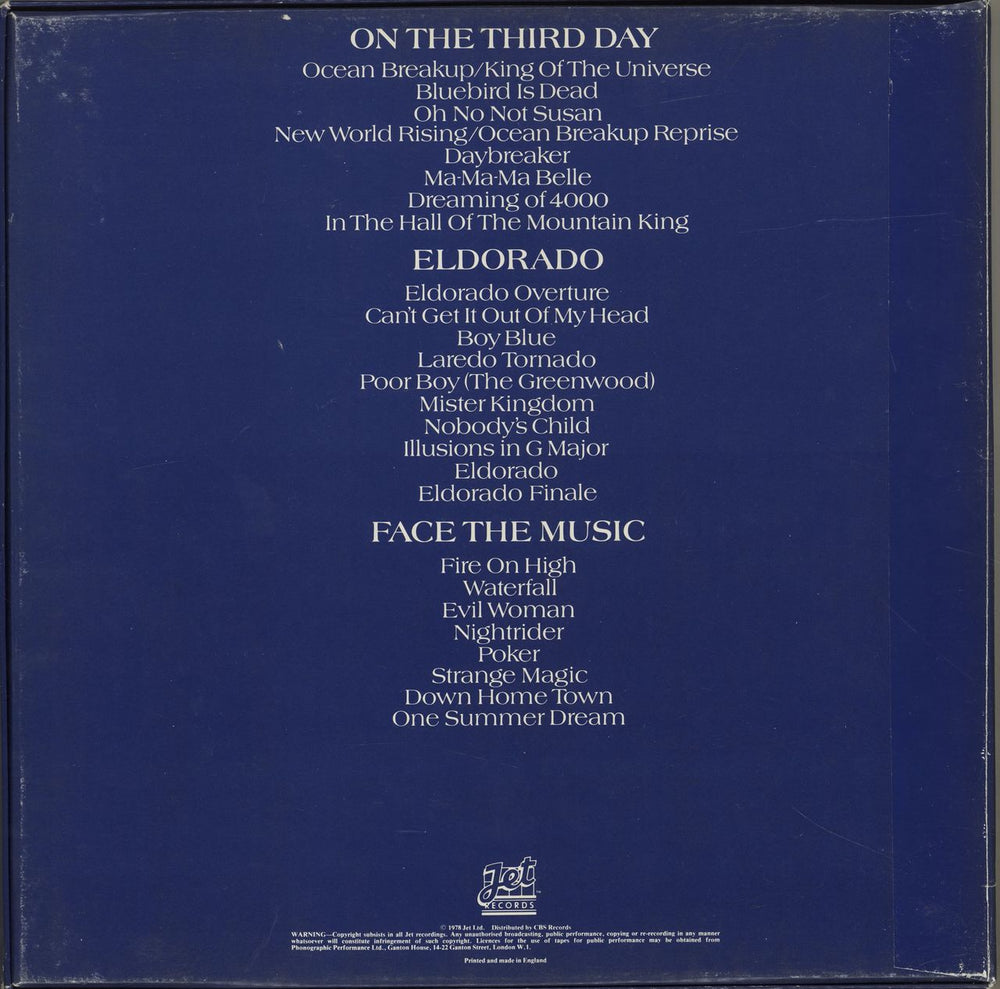 ON THE THIRD DAY
Ocean Breakup/King Of The Universe
Bluebird Is Dead
Oh No Not Susan
New World Rising/Ocean Breakup Reprise
Daybreaker
Ma-Ma-Ma Belle
Dreaming of 4000
In The Hall Of The Mountain King
ELDORADO
Eldorado Overture
Can't Get It Out Of My Head
Boy Blue
Laredo Tornado
Poor Boy (The Greenwood)
Mister Kingdom
Nobody's Child
Illusions in G Major
Eldorado
Eldorado Finale
FACE THE MUSIC
Fire On High
Waterfall
Evil Woman
Nightrider
Poker
Strange Magic
Down Home Town
One Summer Dream
Jet™
RECORDS
© 1978 Jet Ltd. Distributed by CBS Records
WARNING—Copyright subsists in all Jet recordings. Any unauthorised broadcasting, public performance, copying or re-recording in any manner
whatsoever will constitute infringement of such copyright. Licences for the use of tapes for public performance may be obtained from
Phonographic Performance Ltd., Ganton House, 14-22 Ganton Street, London W.1.
Printed and made in England